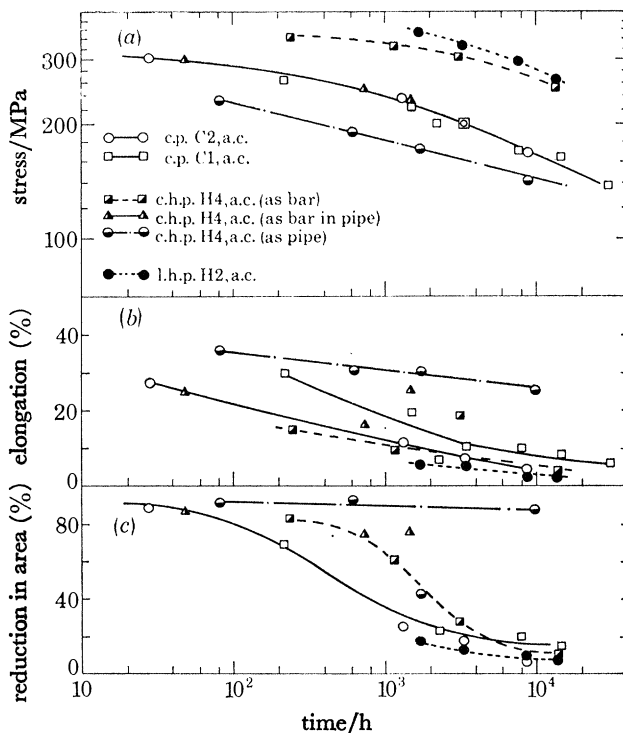 (a)
stress/MPa
300
200
100
c.p. C2, a.c.
c.p. C1, a.c.
c.h.p. H4, a.c. (as bar)
c.h.p. H4, a.c. (as bar in pipe)
c.h.p. H4, a.c. (as pipe)
l.h.p. H2, a.c.
(b)
elongation (%)
40
20
0
(c)
reduction in area (%)
80
40
0
10 10² 10³ 10⁴
time/h